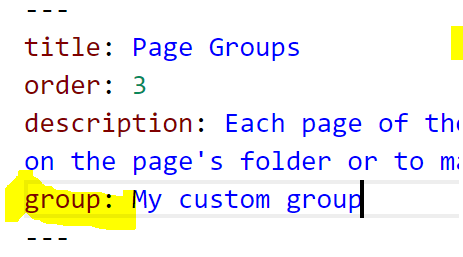 ---
title: Page Groups
order: 3
description: Each page of the
on the page's folder or to ma
group: My custom group
---